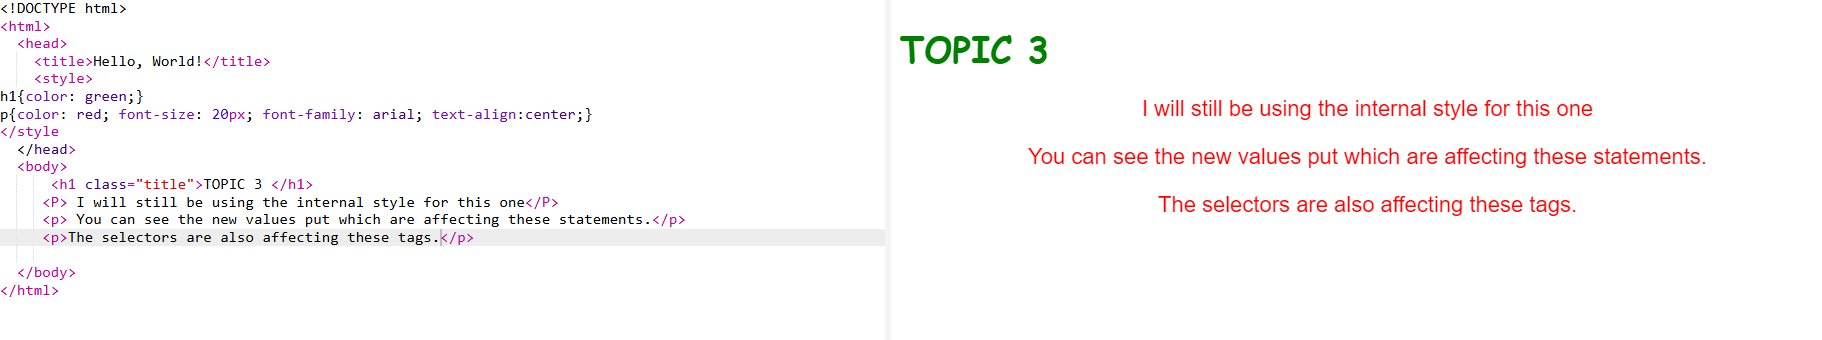 <!DOCTYPE html>
<html>
<head>
<title>Hello, World!</title>
<style>
h1{color: green;}
p{color: red; font-size: 20px; font-family: arial; text-align:center;}
</style
</head>
<body>
<h1 class="title">TOPIC 3 </h1>
<P> I will still be using the internal style for this one</P>
<p> You can see the new values put which are affecting these statements.</p>
<p>The selectors are also affecting these tags.</p>
</body>
</html>
TOPIC 3
I will still be using the internal style for this one
You can see the new values put which are affecting these statements.
The selectors are also affecting these tags.